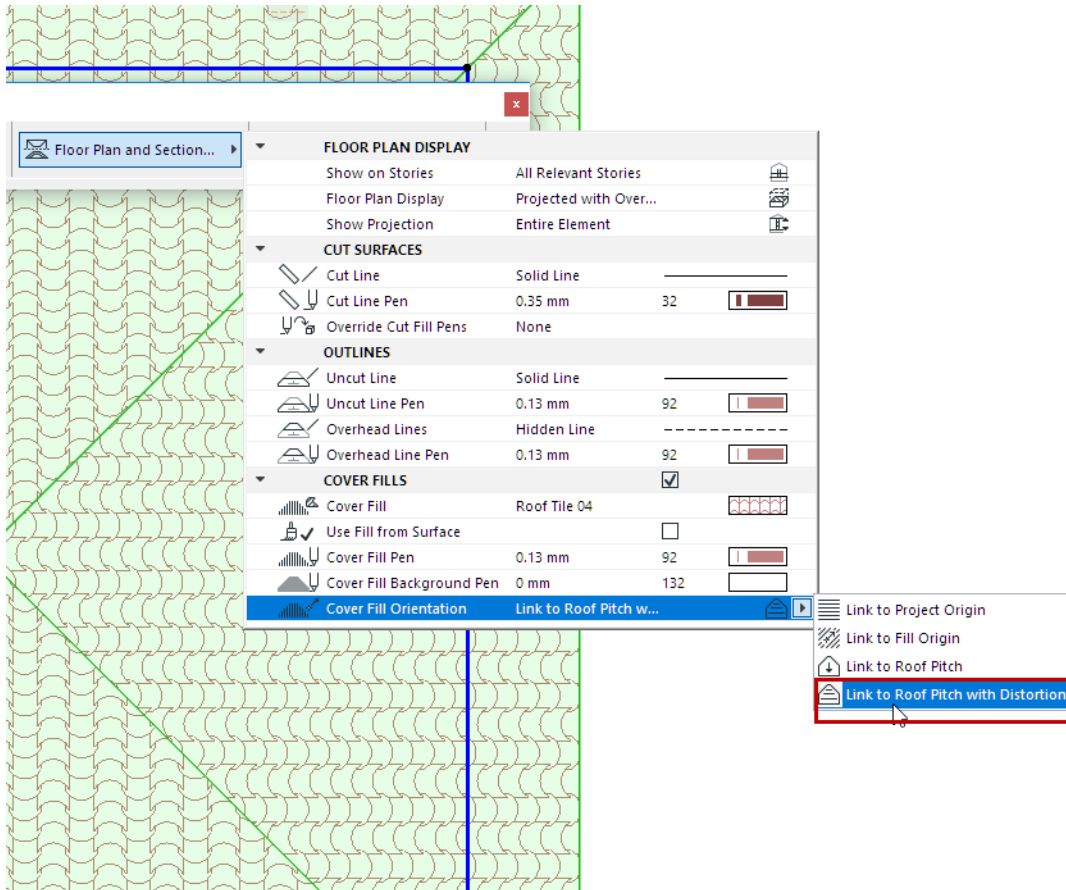 x
Floor Plan and Section...
FLOOR PLAN DISPLAY
Show on Stories All Relevant Stories
Floor Plan Display Projected with Over...
Show Projection Entire Element
CUT SURFACES
Cut Line Solid Line
Cut Line Pen 0.35 mm 32
Override Cut Fill Pens None
OUTLINES
Uncut Line Solid Line
Uncut Line Pen 0.13 mm 92
Overhead Lines Hidden Line
Overhead Line Pen 0.13 mm 92
COVER FILLS
Cover Fill Roof Tile 04
Use Fill from Surface
Cover Fill Pen 0.13 mm 92
Cover Fill Background Pen 0 mm 132
Cover Fill Orientation Link to Roof Pitch w...
Link to Project Origin
Link to Fill Origin
Link to Roof Pitch
Link to Roof Pitch with Distortion